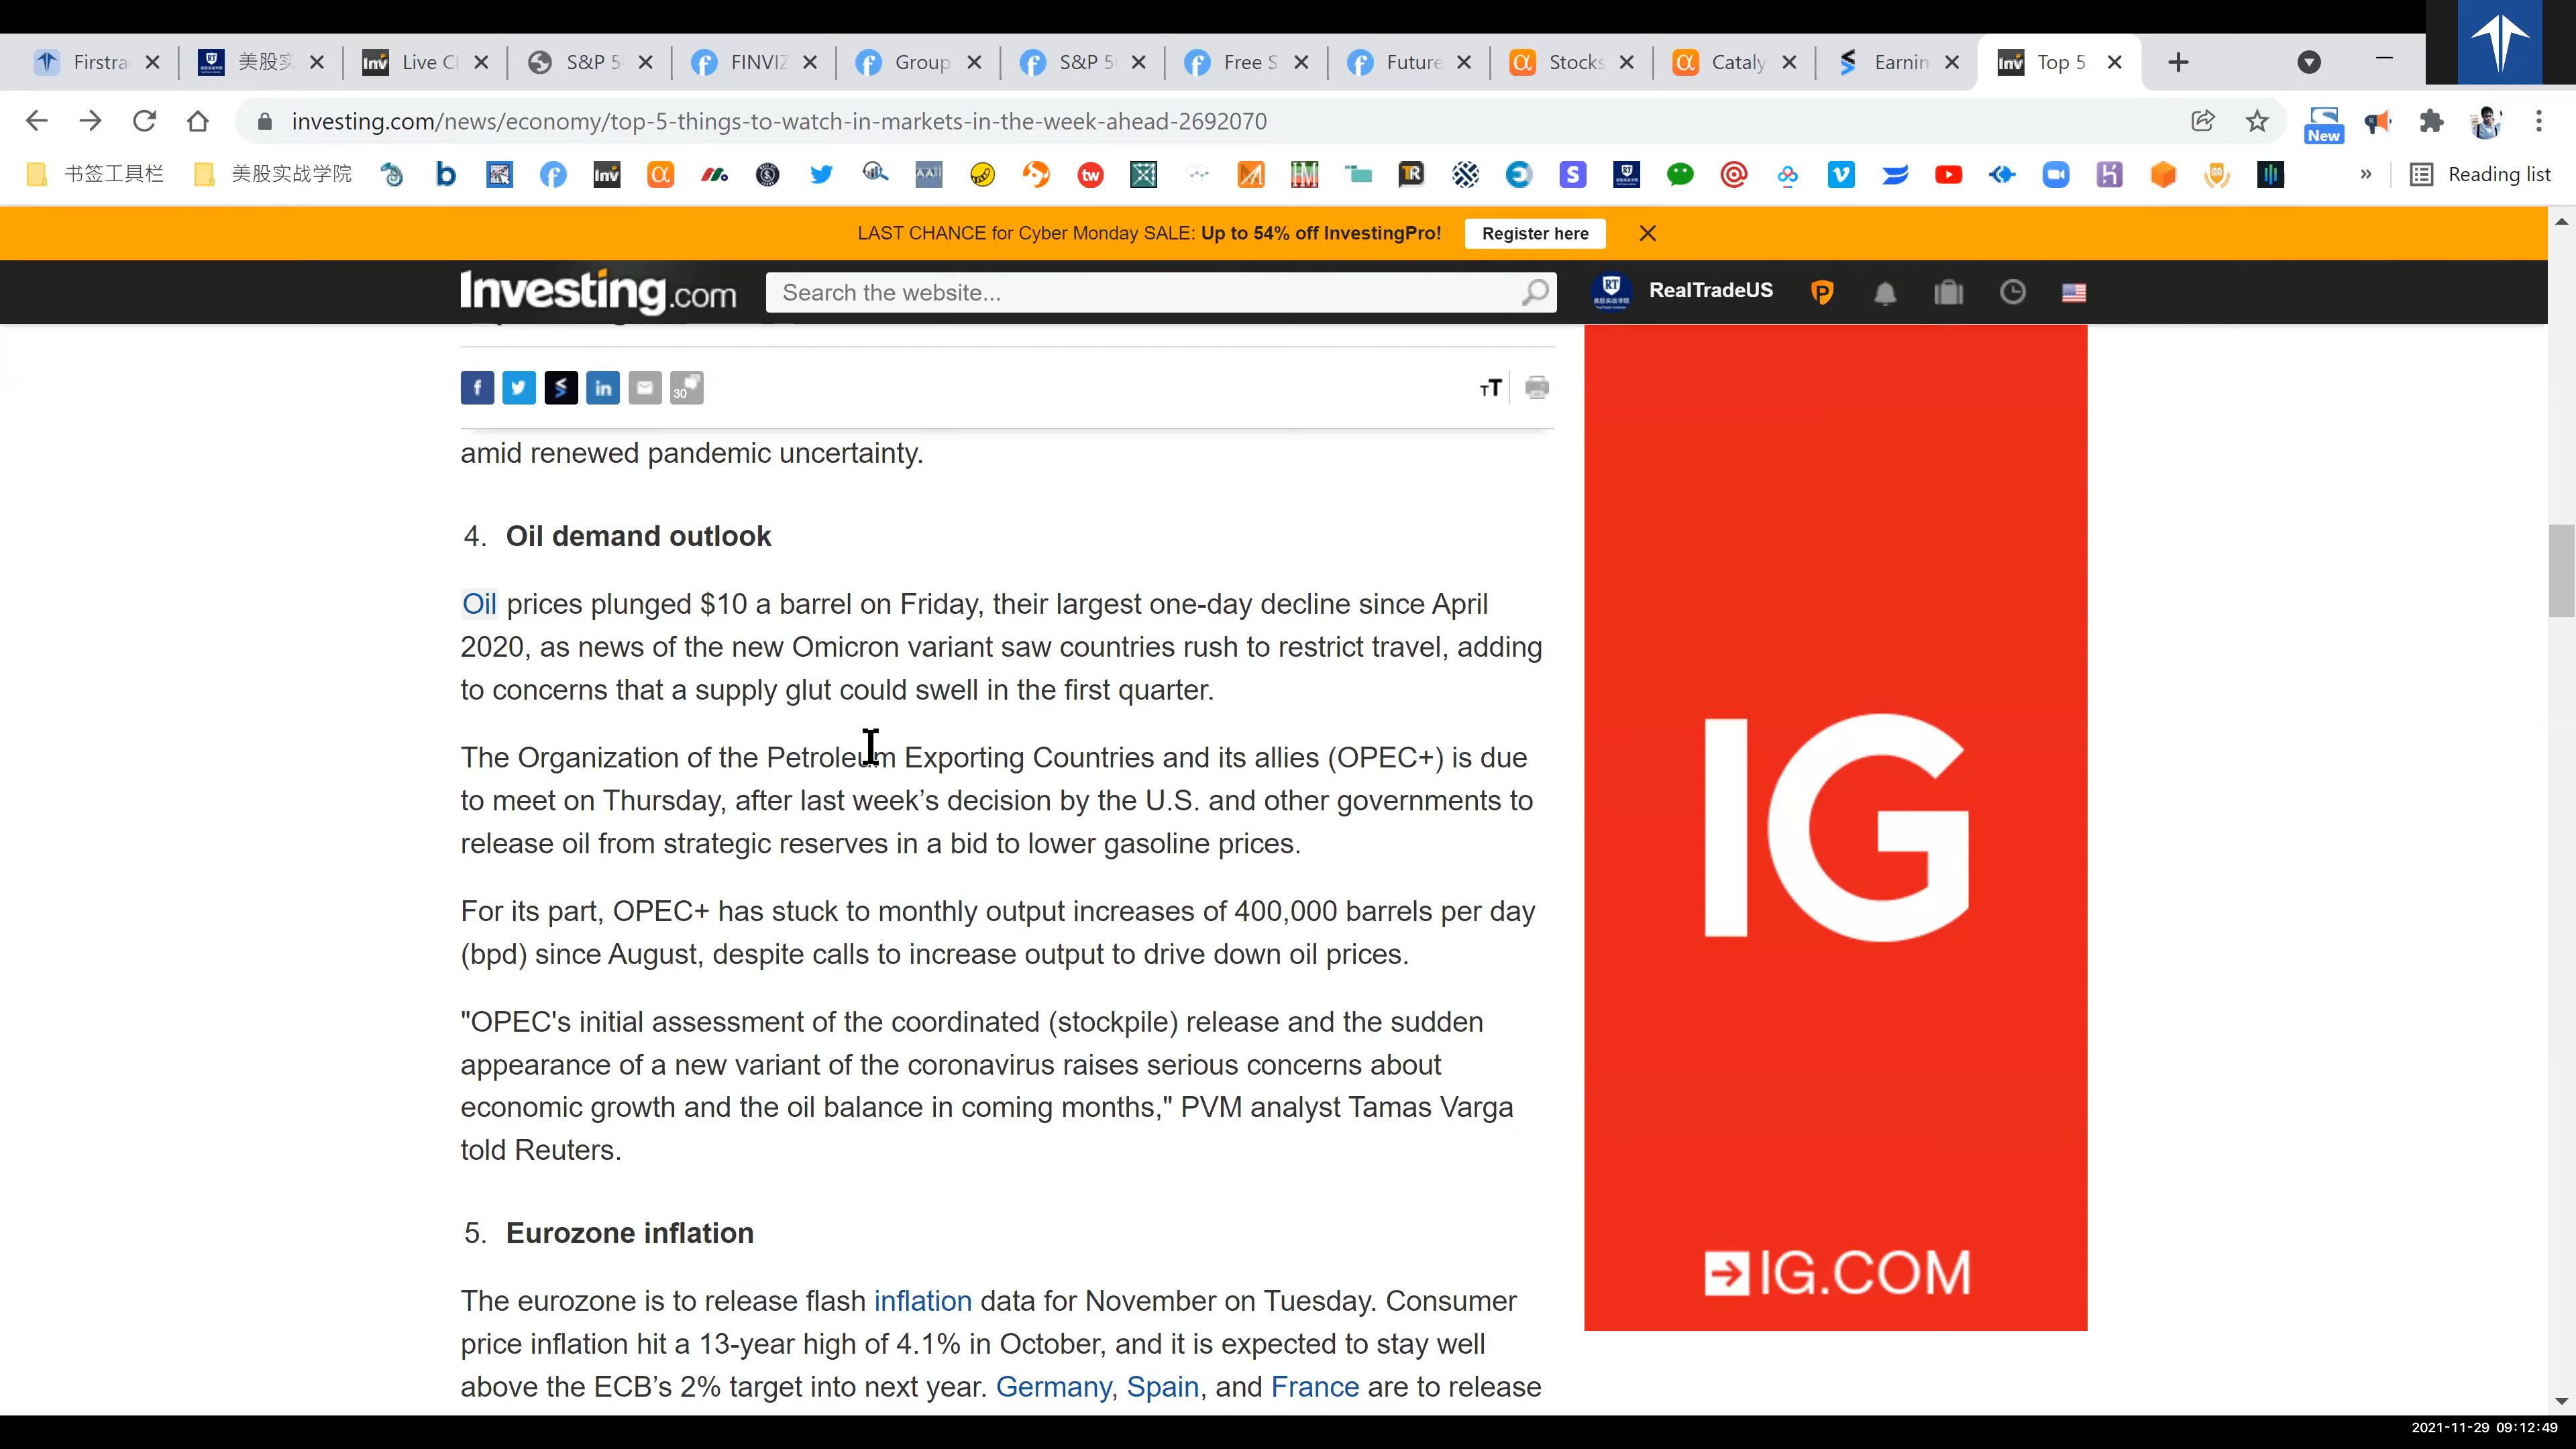 Firstra
美股实
Live C
S&P 5
FINVIZ
Group
S&P 5
Free S
Future
Stocks
Cataly
Earnin
Top 5
investing.com/news/economy/top-5-things-to-watch-in-markets-in-the-week-ahead-2692070
New
书签工具栏
美股实战学院
Reading list
LAST CHANCE for Cyber Monday SALE: Up to 54% off InvestingPro!
Register here
Investing.com
Search the website...
RealTradeUS
30
amid renewed pandemic uncertainty.
4. Oil demand outlook
Oil prices plunged $10 a barrel on Friday, their largest one-day decline since April
2020, as news of the new Omicron variant saw countries rush to restrict travel, adding
to concerns that a supply glut could swell in the first quarter.
The Organization of the Petroleum Exporting Countries and its allies (OPEC+) is due
to meet on Thursday, after last week’s decision by the U.S. and other governments to
release oil from strategic reserves in a bid to lower gasoline prices.
For its part, OPEC+ has stuck to monthly output increases of 400,000 barrels per day
(bpd) since August, despite calls to increase output to drive down oil prices.
"OPEC's initial assessment of the coordinated (stockpile) release and the sudden
appearance of a new variant of the coronavirus raises serious concerns about
economic growth and the oil balance in coming months," PVM analyst Tamas Varga
told Reuters.
5. Eurozone inflation
The eurozone is to release flash inflation data for November on Tuesday. Consumer
price inflation hit a 13-year high of 4.1% in October, and it is expected to stay well
above the ECB’s 2% target into next year. Germany, Spain, and France are to release
IG
IG.COM
2021-11-29 09:12:49